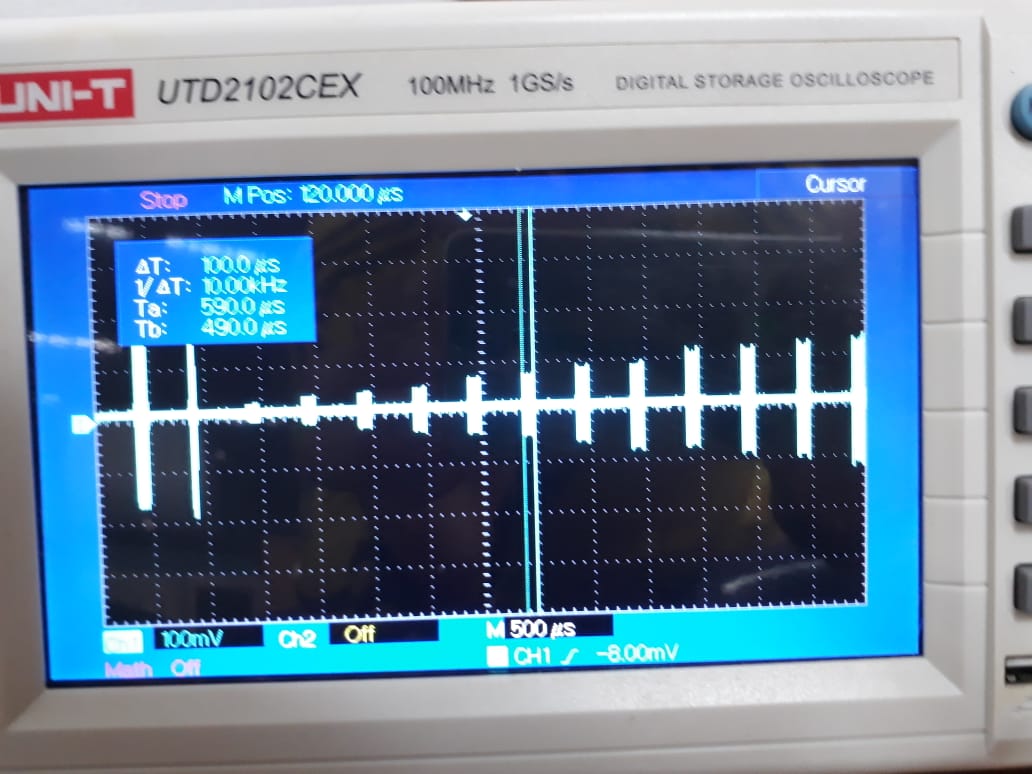 UNI-T UTD2102CEX 100MHz 1GS/s DIGITAL STORAGE OSCILLOSCOPE
Stop M Pos: 120.000 μs Cursor
ΔT: 100.0 μs
1/ΔT: 10.00kHz
Ta: 590.0 μs
Tb: 490.0 μs
Ch1 100mV Ch2 Off M 500 μs
Math Off CH1 -8.00mV